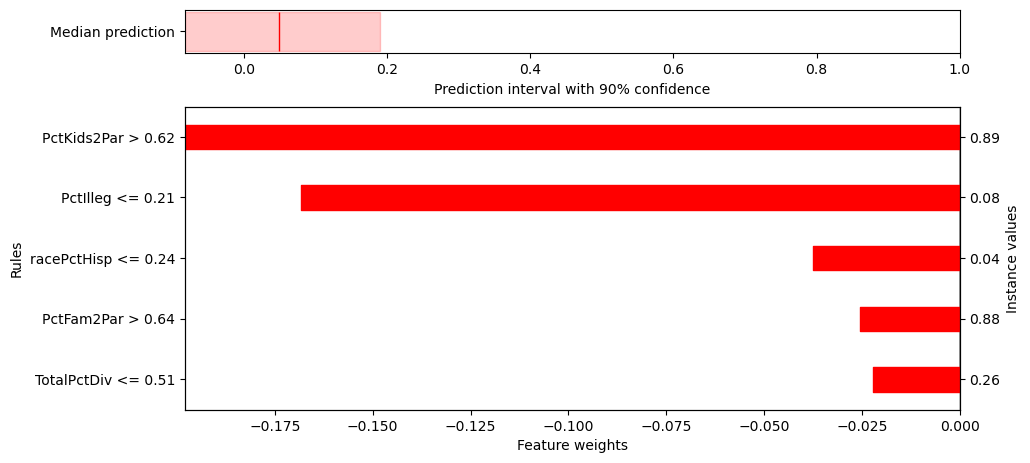 Median prediction
0.0 0.2 0.4 0.6 0.8 1.0
Prediction interval with 90% confidence
PctKids2Par > 0.62 0.89
PctIlleg <= 0.21 0.08
racePctHisp <= 0.24 0.04
PctFam2Par > 0.64 0.88
TotalPctDiv <= 0.51 0.26
Rules
Instance values
−0.175 −0.150 −0.125 −0.100 −0.075 −0.050 −0.025 0.000
Feature weights